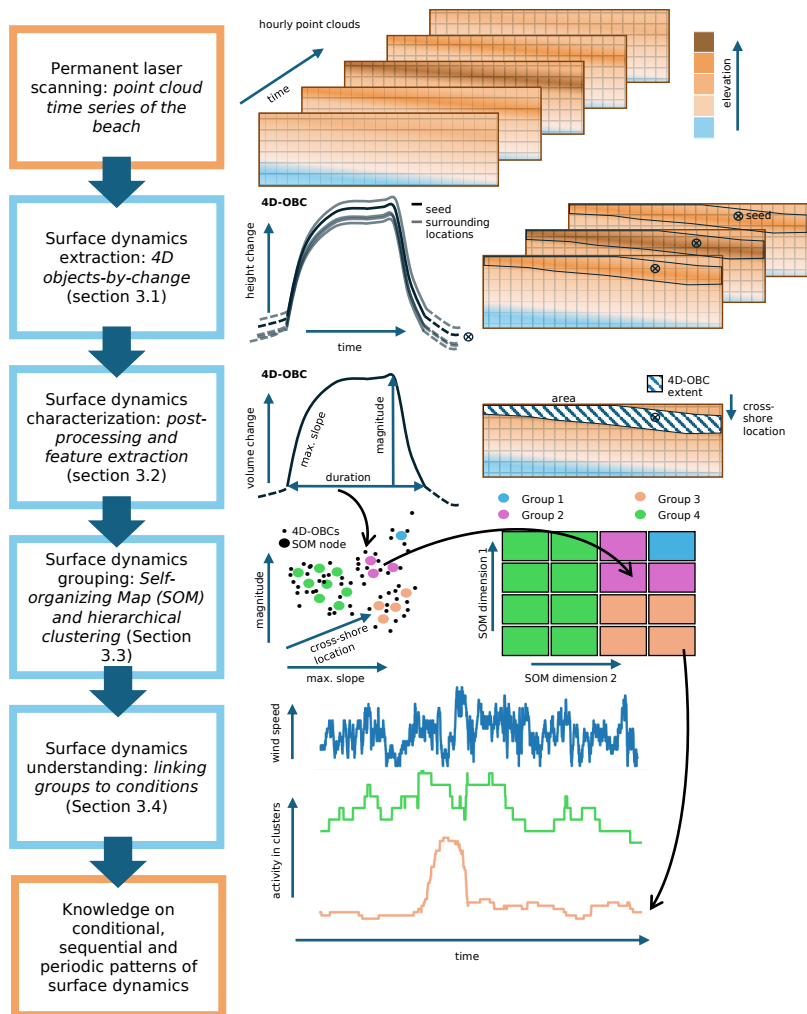 Permanent laser
scanning: point cloud
time series of the
beach
hourly point clouds
time
elevation
Surface dynamics
extraction: 4D
objects-by-change
(section 3.1)
4D-OBC
seed
surrounding
locations
height change
time
seed
Surface dynamics
characterization: post-
processing and
feature extraction
(section 3.2)
4D-OBC
volume change
max. slope
magnitude
duration
area
4D-OBC
extent
cross-
shore
location
Surface dynamics
grouping: Self-
organizing Map (SOM)
and hierarchical
clustering (Section
3.3)
4D-OBCs
SOM node
magnitude
cross-shore
location
max. slope
Group 1
Group 2
Group 3
Group 4
SOM dimension 1
SOM dimension 2
Surface dynamics
understanding: linking
groups to conditions
(Section 3.4)
wind speed
activity in clusters
time
Knowledge on
conditional,
sequential and
periodic patterns of
surface dynamics